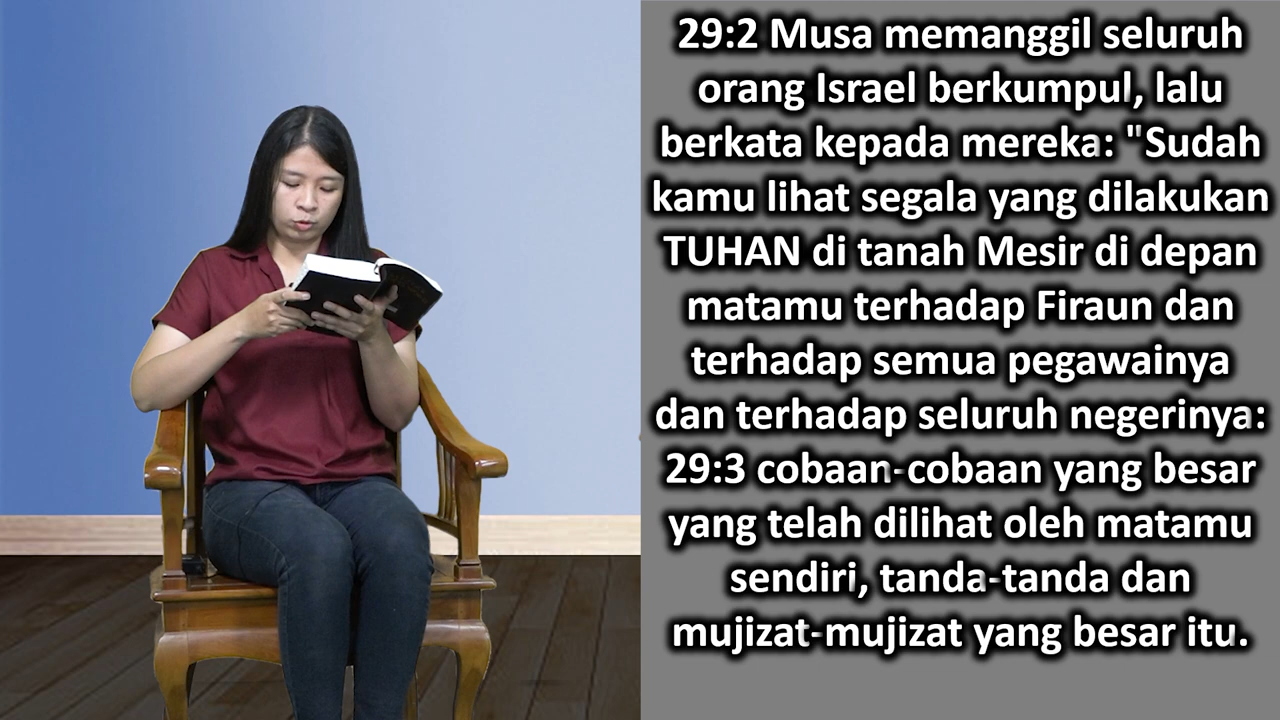 29:2 Musa memanggil seluruh
orang Israel berkumpul, lalu
berkata kepada mereka: "Sudah
kamu lihat segala yang dilakukan
TUHAN di tanah Mesir di depan
matamu terhadap Firaun dan
terhadap semua pegawainya
dan terhadap seluruh negerinya:
29:3 cobaan-cobaan yang besar
yang telah dilihat oleh matamu
sendiri, tanda-tanda dan
mujizat-mujizat yang besar itu.